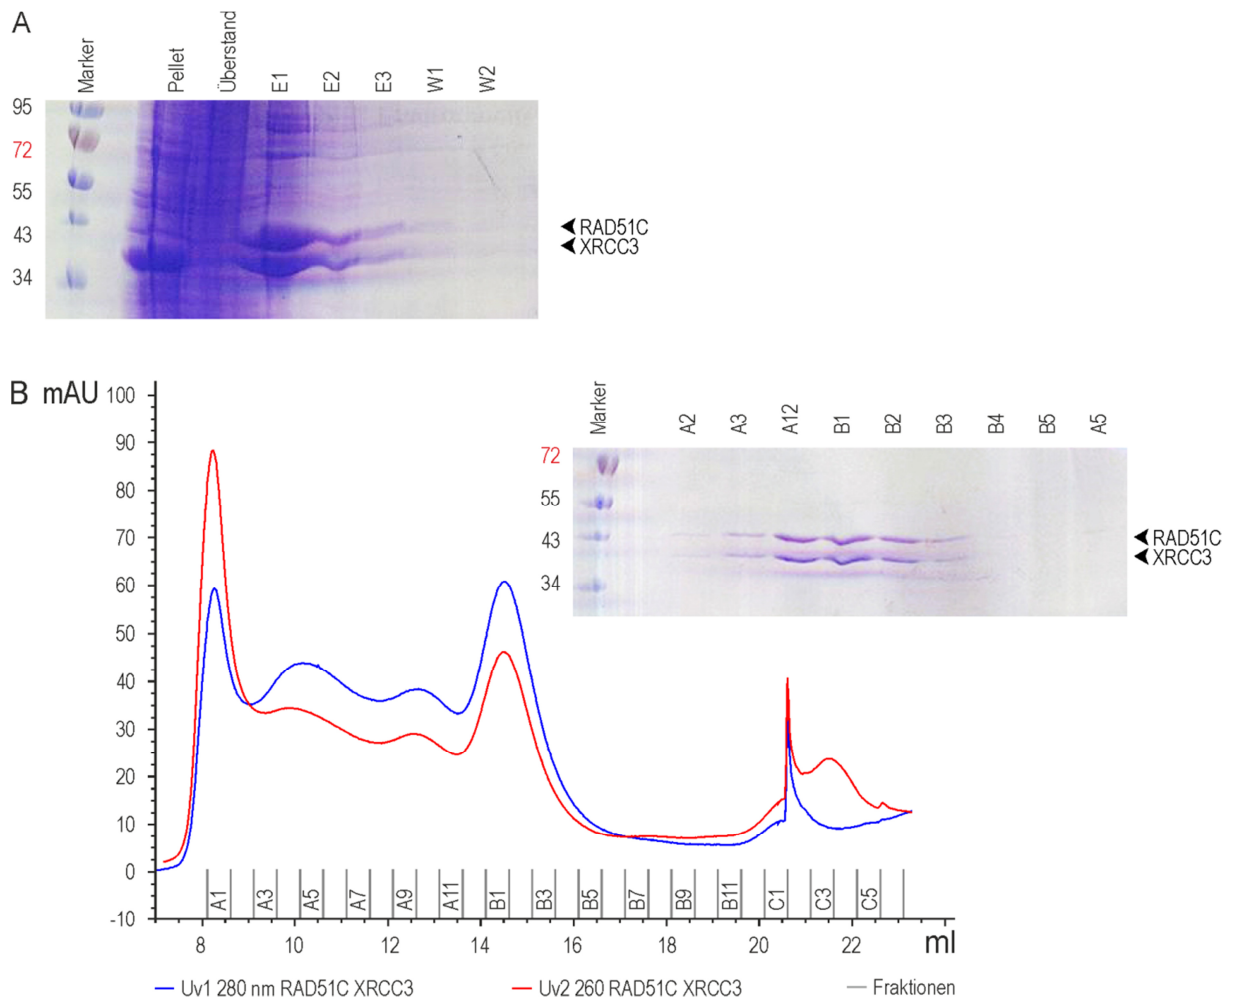 A
Marker Pellet Überstand E1 E2 E3 W1 W2
95
72
55
43
34
RAD51C
XRCC3
B mAU
100
90
80
70
60
50
40
30
20
10
0
-10
Marker A2 A3 A12 B1 B2 B3 B4 B5 A5
72
55
43
34
RAD51C
XRCC3
A1 A3 A5 A7 A9 A11 B1 B3 B5 B7 B9 B11 C1 C3 C5
8 10 12 14 16 18 20 22 ml
Uv1 280 nm RAD51C XRCC3 Uv2 260 RAD51C XRCC3 Fraktionen